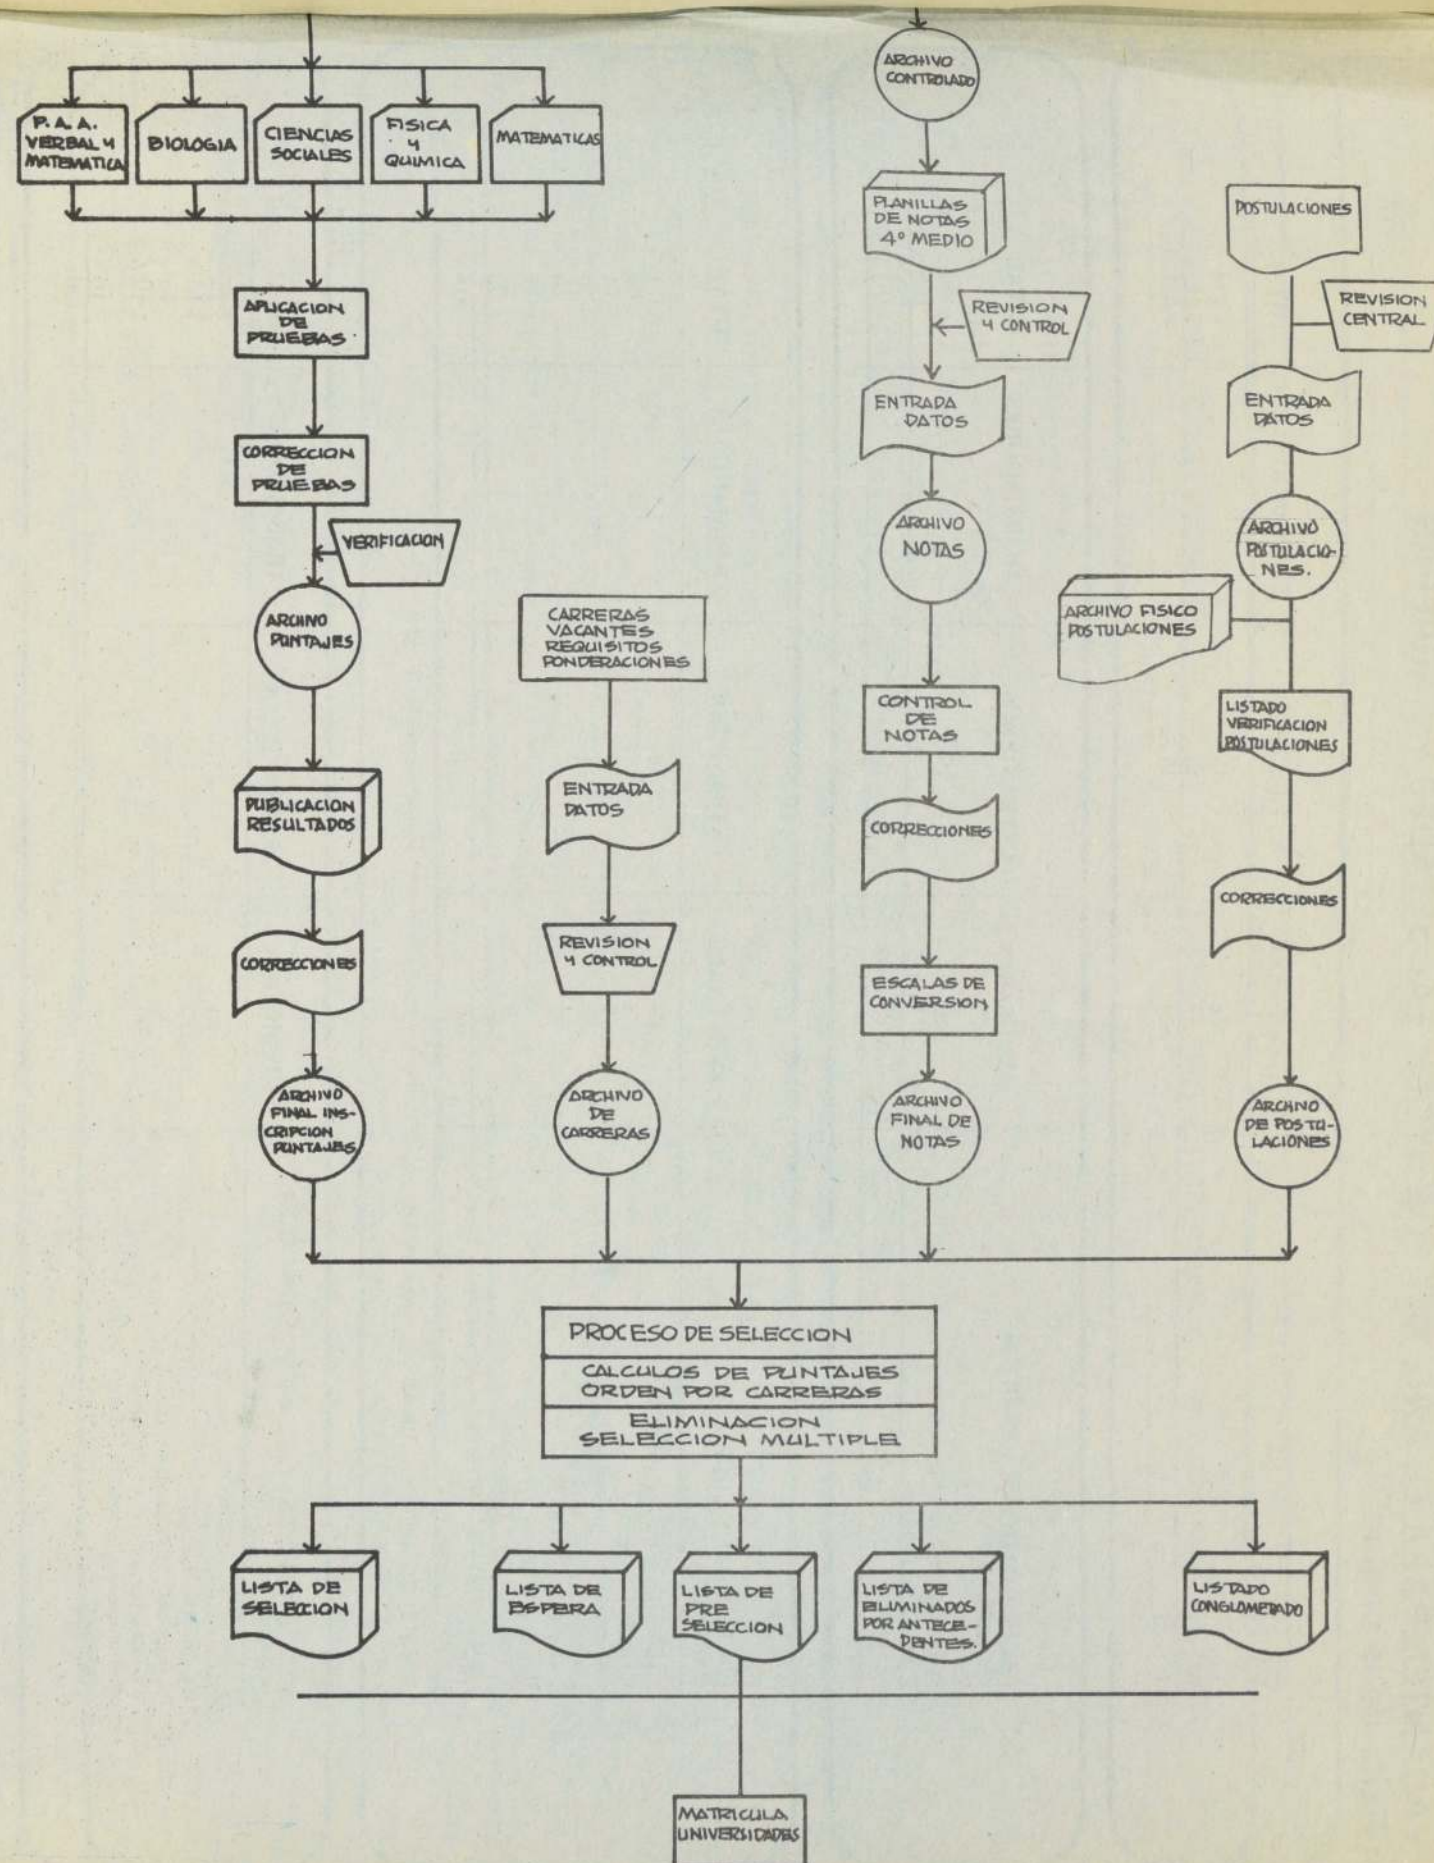 P.A.A.
VERBAL Y
MATEMATICA
BIOLOGIA
CIENCIAS
SOCIALES
FISICA
Y
QUIMICA
MATEMATICAS
APLICACION
DE
PRUEBAS
CORRECCION
DE
PRUEBAS
VERIFICACION
ARCHIVO
PUNTAJES
PUBLICACION
RESULTADOS
CORRECCIONES
ARCHIVO
FINAL INS-
CRIPCION
PUNTAJES
CARRERAS
VACANTES
REQUISITOS
PONDERACIONES
ENTRADA
DATOS
REVISION
Y CONTROL
ARCHIVO
DE
CARRERAS
ARCHIVO
CONTROLADO
PLANILLAS
DE NOTAS
4º MEDIO
REVISION
Y CONTROL
ENTRADA
DATOS
ARCHIVO
NOTAS
CONTROL
DE
NOTAS
CORRECCIONES
ESCALAS DE
CONVERSION
ARCHIVO
FINAL DE
NOTAS
POSTULACIONES
REVISION
CENTRAL
ENTRADA
DATOS
ARCHIVO
POSTULACIO-
NES.
ARCHIVO FISICO
POSTULACIONES
LISTADO
VERIFICACION
POSTULACIONES
CORRECCIONES
ARCHIVO
DE POSTU-
LACIONES
PROCESO DE SELECCION
CALCULOS DE PUNTAJES
ORDEN POR CARRERAS
ELIMINACION
SELECCION MULTIPLE
LISTA DE
SELECCION
LISTA DE
ESPERA
LISTA DE
PRE
SELECCION
LISTA DE
ELIMINADOS
POR ANTECE-
DENTES.
LISTADO
CONGLOMERADO
MATRICULA
UNIVERSIDADES